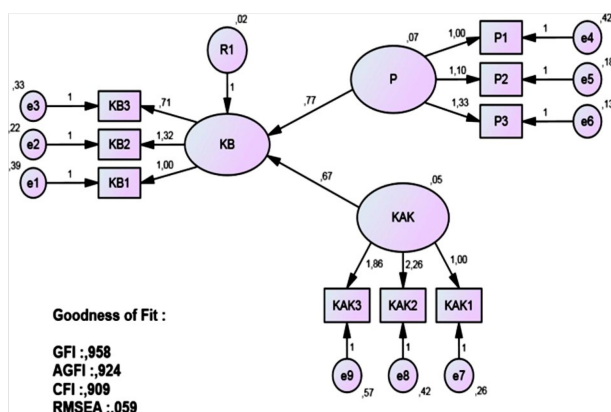 ,02
R1
1
,33
e3
1
KB3
,71
,22
e2
1
KB2
1,32
,39
e1
1
KB1
1,00
KB
,77
,07
P
1,00
P1
1
e4
,42
1,10
P2
1
e5
,18
1,33
P3
1
e6
,13
,67
,05
KAK
1,86
2,26
1,00
KAK3
KAK2
KAK1
1
1
1
e9
,57
e8
,42
e7
,26
Goodness of Fit :
GFI :,958
AGFI :,924
CFI :,909
RMSEA :,059